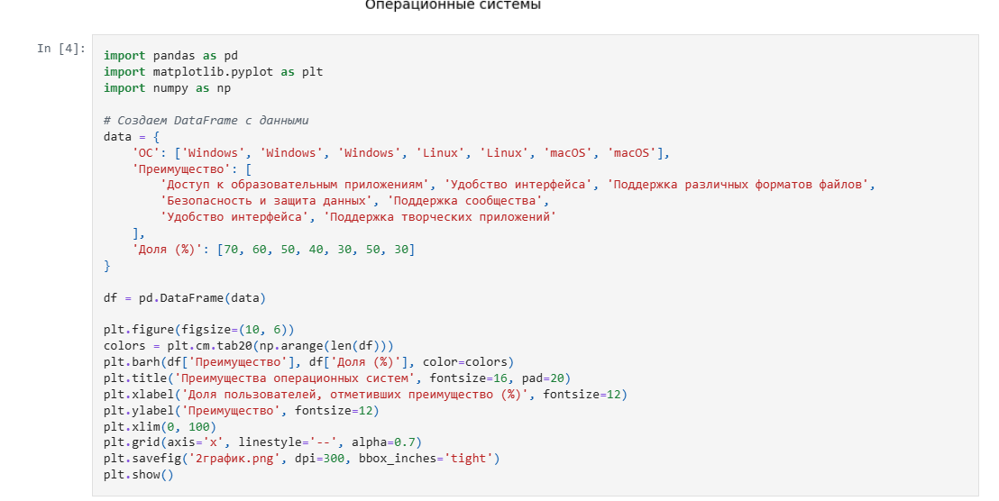 Операционные системы
In [4]:
import pandas as pd
import matplotlib.pyplot as plt
import numpy as np

# Создаем DataFrame с данными
data = {
    'ОС': ['Windows', 'Windows', 'Windows', 'Linux', 'Linux', 'macOS', 'macOS'],
    'Преимущество': [
        'Доступ к образовательным приложениям', 'Удобство интерфейса', 'Поддержка различных форматов файлов',
        'Безопасность и защита данных', 'Поддержка сообщества',
        'Удобство интерфейса', 'Поддержка творческих приложений'
    ],
    'Доля (%)': [70, 60, 50, 40, 30, 50, 30]
}

df = pd.DataFrame(data)

plt.figure(figsize=(10, 6))
colors = plt.cm.tab20(np.arange(len(df)))
plt.barh(df['Преимущество'], df['Доля (%)'], color=colors)
plt.title('Преимущества операционных систем', fontsize=16, pad=20)
plt.xlabel('Доля пользователей, отметивших преимущество (%)', fontsize=12)
plt.ylabel('Преимущество', fontsize=12)
plt.xlim(0, 100)
plt.grid(axis='x', linestyle='--', alpha=0.7)
plt.savefig('2график.png', dpi=300, bbox_inches='tight')
plt.show()